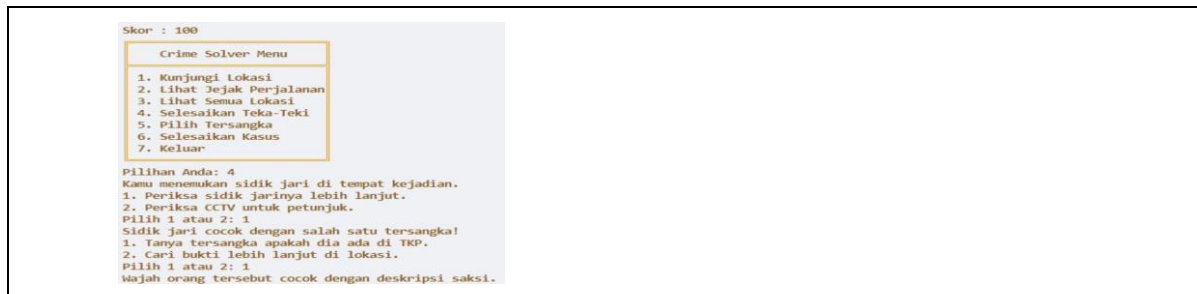 Skor : 100
Crime Solver Menu
1. Kunjungi Lokasi
2. Lihat Jejak Perjalanan
3. Lihat Semua Lokasi
4. Selesaikan Teka-Teki
5. Pilih Tersangka
6. Selesaikan Kasus
7. Keluar
Pilihan Anda: 4
Kamu menemukan sidik jari di tempat kejadian.
1. Periksa sidik jarinya lebih lanjut.
2. Periksa CCTV untuk petunjuk.
Pilih 1 atau 2: 1
Sidik jari cocok dengan salah satu tersangka!
1. Tanya tersangka apakah dia ada di TKP.
2. Cari bukti lebih lanjut di lokasi.
Pilih 1 atau 2: 1
Wajah orang tersebut cocok dengan deskripsi saksi.